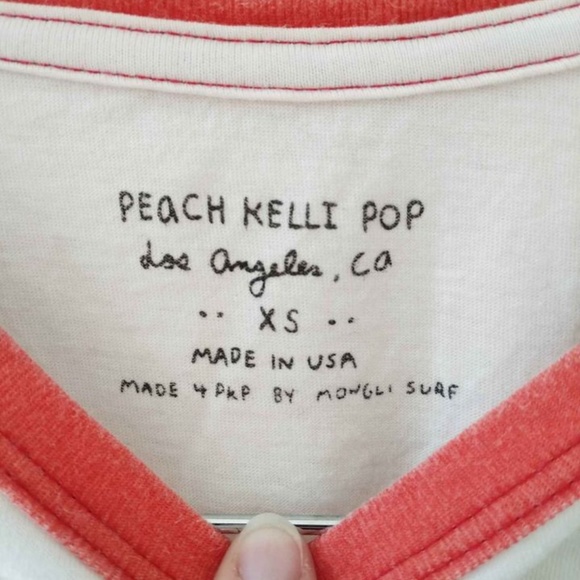 PEaCH KELLI POP
Los Angeles, CA
·· XS ··
MADE IN USA
MADE 4 PKP BY MOWGLI SURF